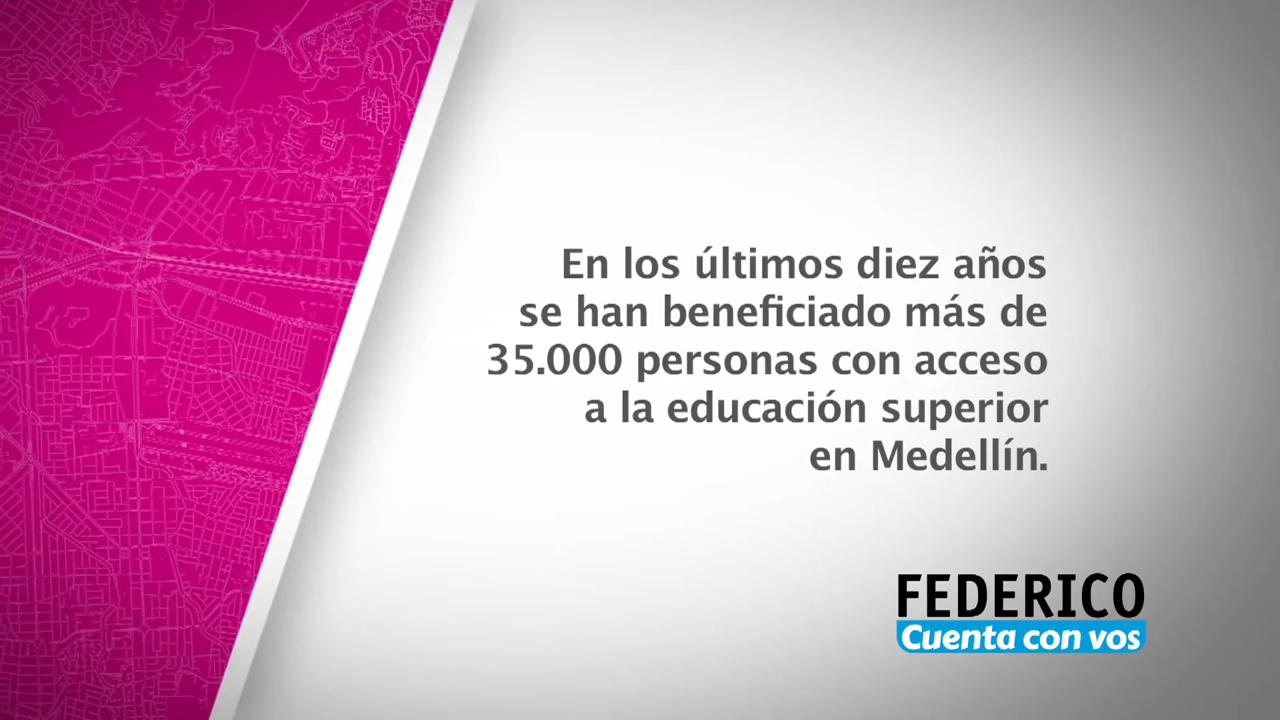 En los últimos diez años
se han beneficiado más de
35.000 personas con acceso
a la educación superior
en Medellín.
FEDERICO
Cuenta con vos